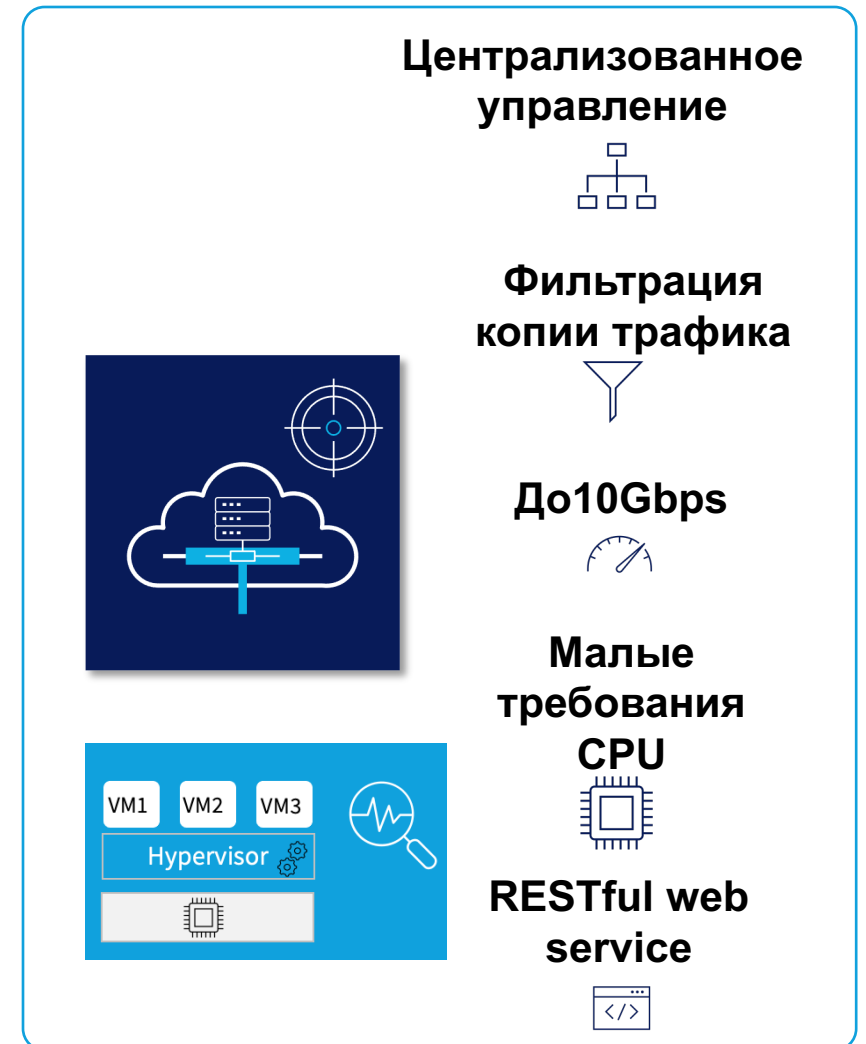 Централизованное
управление
Фильтрация
копии трафика
До10Gbps
Малые
требования
CPU
VM1 VM2 VM3
Hypervisor
RESTful web
service
</>